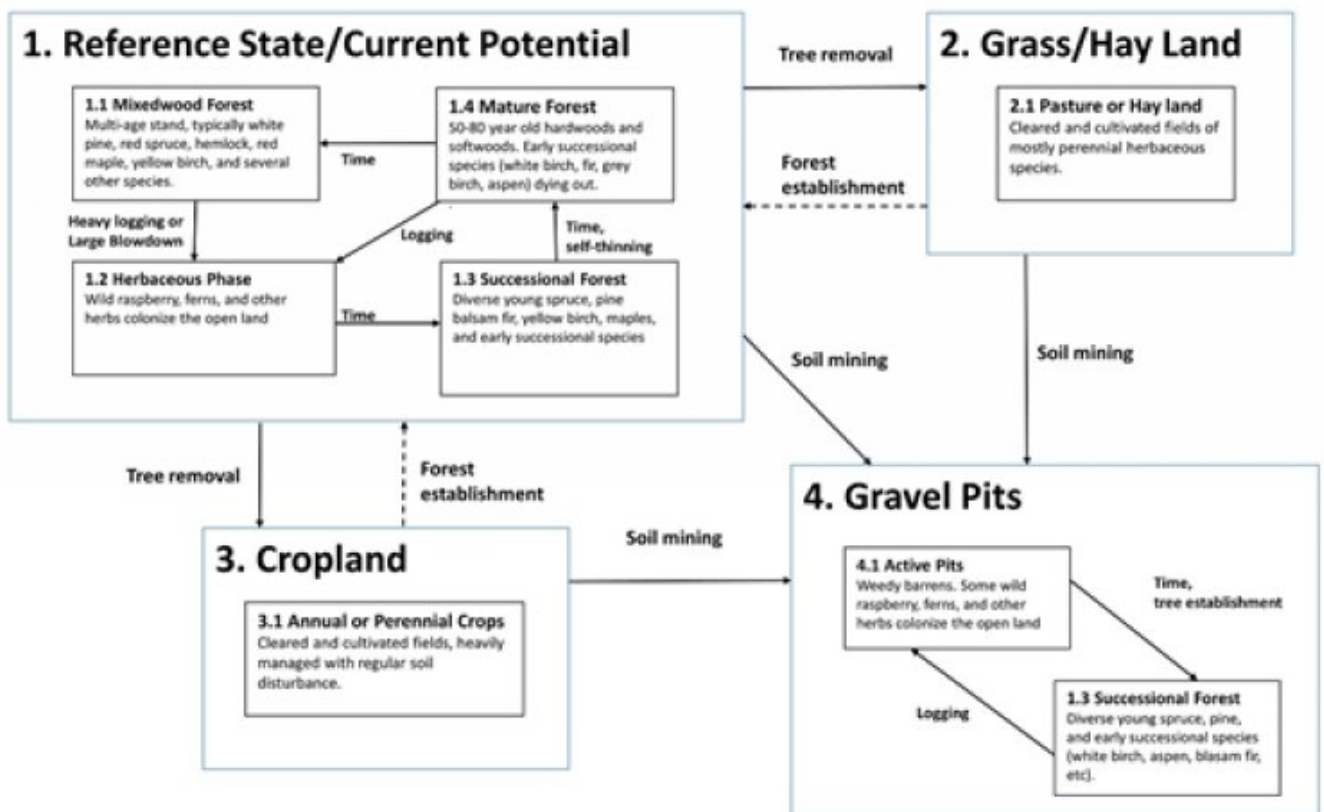 1. Reference State/Current Potential
1.1 Mixedwood Forest
Multi-age stand, typically white
pine, red spruce, hemlock, red
maple, yellow birch, and several
other species.
Time
1.4 Mature Forest
50-80 year old hardwoods and
softwoods. Early successional
species (white birch, fir, grey
birch, aspen) dying out.
Heavy logging or
Large Blowdown
Logging
Time,
self-thinning
1.2 Herbaceous Phase
Wild raspberry, ferns, and other
herbs colonize the open land
Time
1.3 Successional Forest
Diverse young spruce, pine
balsam fir, yellow birch, maples,
and early successional species
Tree removal
Forest
establishment
2. Grass/Hay Land
2.1 Pasture or Hay land
Cleared and cultivated fields of
mostly perennial herbaceous
species.
Soil mining
Soil mining
Tree removal
Forest
establishment
3. Cropland
3.1 Annual or Perennial Crops
Cleared and cultivated fields, heavily
managed with regular soil
disturbance.
Soil mining
4. Gravel Pits
4.1 Active Pits
Weedy barrens. Some wild
raspberry, ferns, and other
herbs colonize the open land
Time,
tree establishment
Logging
1.3 Successional Forest
Diverse young spruce, pine,
and early successional species
(white birch, aspen, blasam fir,
etc).